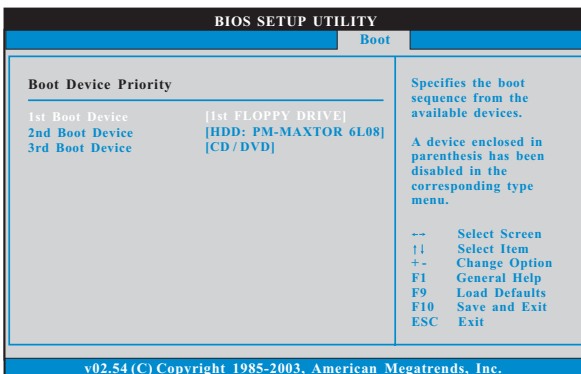 BIOS SETUP UTILITY
Boot
Boot Device Priority
1st Boot Device [1st FLOPPY DRIVE]
2nd Boot Device [HDD: PM-MAXTOR 6L08]
3rd Boot Device [CD/DVD]
Specifies the boot
sequence from the
available devices.
A device enclosed in
parenthesis has been
disabled in the
corresponding type
menu.
←→ Select Screen
↑↓ Select Item
+- Change Option
F1 General Help
F9 Load Defaults
F10 Save and Exit
ESC Exit
v02.54 (C) Copyright 1985-2003, American Megatrends, Inc.